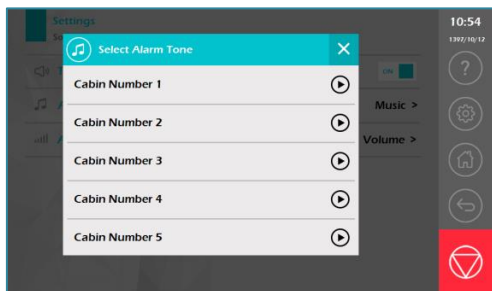 Settings
Select Alarm Tone
Cabin Number 1
Cabin Number 2
Cabin Number 3
Cabin Number 4
Cabin Number 5
ON
Music >
Volume >
10:54
1397/10/12
?